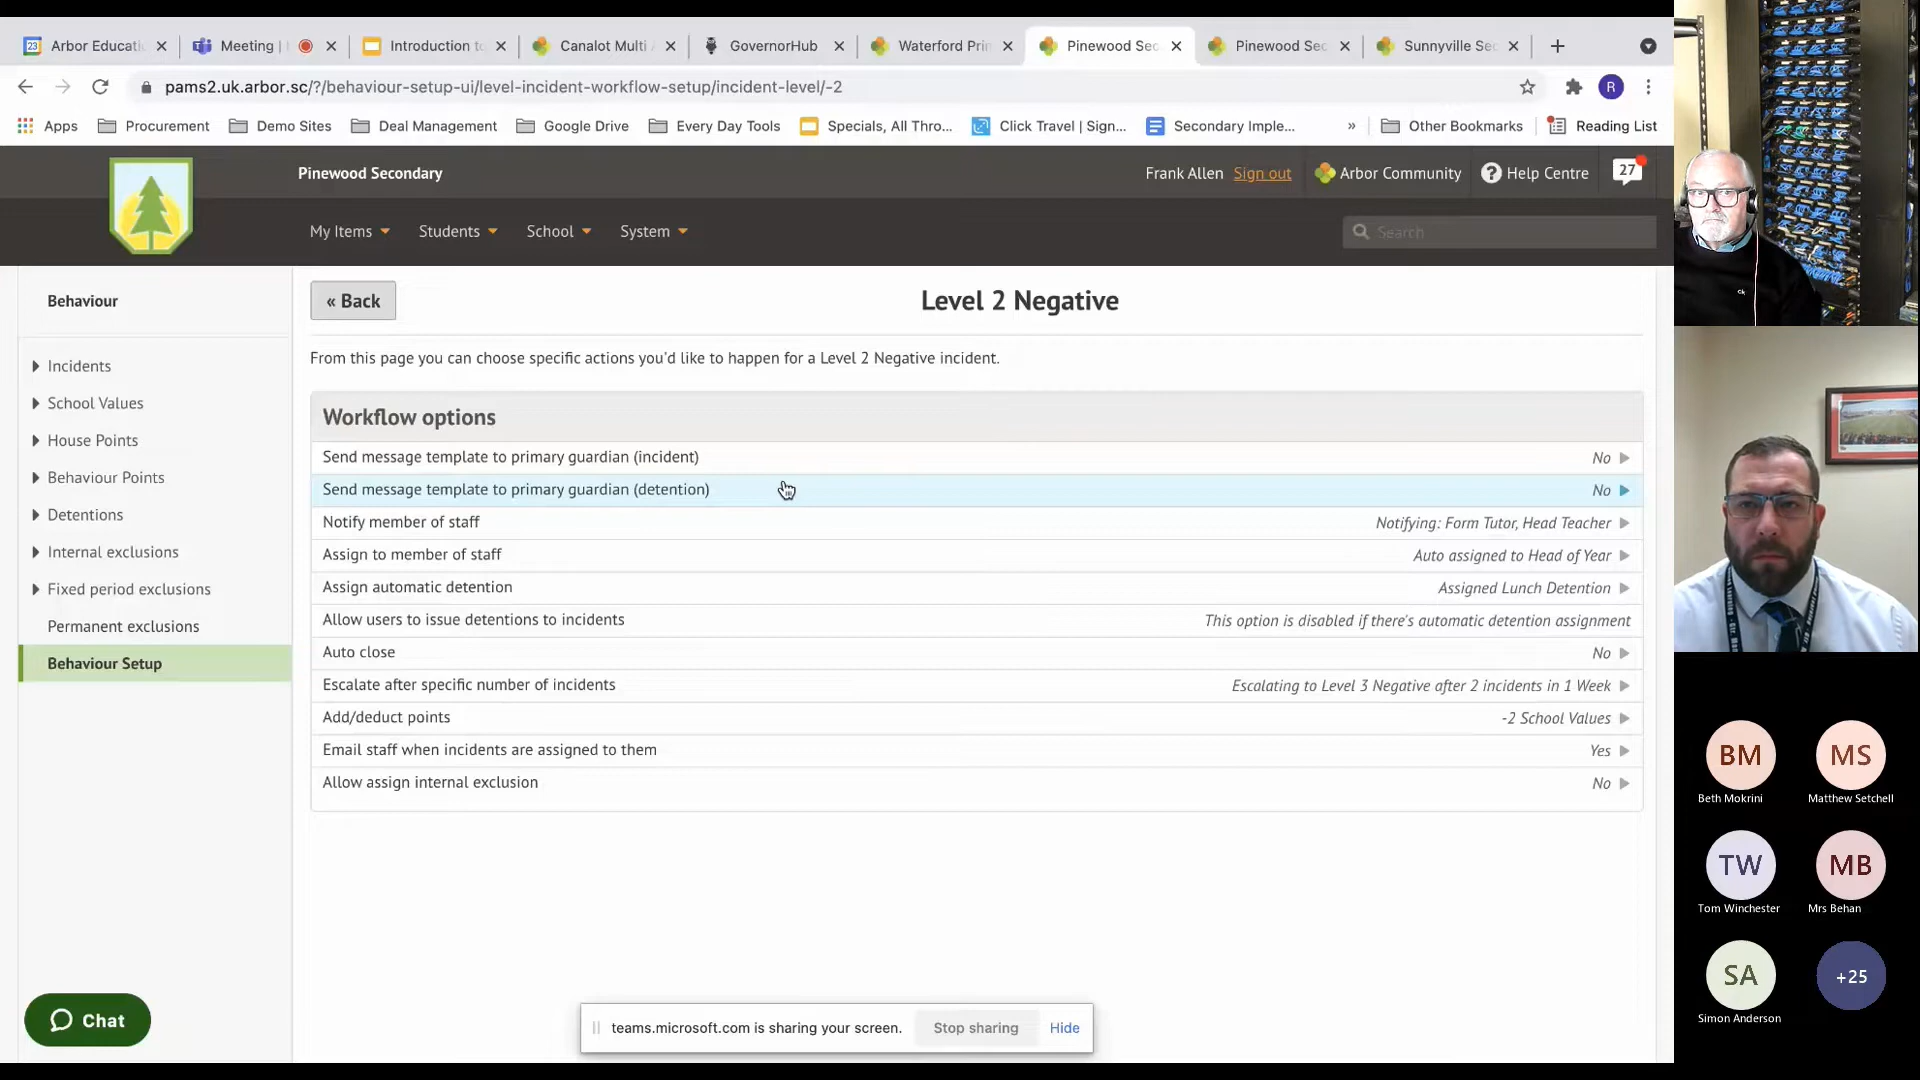 Arbor Educati
Meeting |
Introduction to
Canalot Multi A
GovernorHub
Waterford Prin
Pinewood Sec
Pinewood Sec
Sunnyville Sec
pams2.uk.arbor.sc/?/behaviour-setup-ui/level-incident-workflow-setup/incident-level/-2
R
Apps
Procurement
Demo Sites
Deal Management
Google Drive
Every Day Tools
Specials, All Thro...
Click Travel | Sign...
Secondary Imple...
»
Other Bookmarks
Reading List
Pinewood Secondary
Frank Allen
Sign out
Arbor Community
Help Centre
27
My Items
Students
School
System
Search
Behaviour
Incidents
School Values
House Points
Behaviour Points
Detentions
Internal exclusions
Fixed period exclusions
Permanent exclusions
Behaviour Setup
« Back
Level 2 Negative
From this page you can choose specific actions you'd like to happen for a Level 2 Negative incident.
Workflow options
Send message template to primary guardian (incident) No
Send message template to primary guardian (detention) No
Notify member of staff Notifying: Form Tutor, Head Teacher
Assign to member of staff Auto assigned to Head of Year
Assign automatic detention Assigned Lunch Detention
Allow users to issue detentions to incidents This option is disabled if there's automatic detention assignment
Auto close No
Escalate after specific number of incidents Escalating to Level 3 Negative after 2 incidents in 1 Week
Add/deduct points -2 School Values
Email staff when incidents are assigned to them Yes
Allow assign internal exclusion No
Chat
teams.microsoft.com is sharing your screen.
Stop sharing
Hide
BM
Beth Mokrini
MS
Matthew Setchell
TW
Tom Winchester
MB
Mrs Behan
SA
Simon Anderson
+25